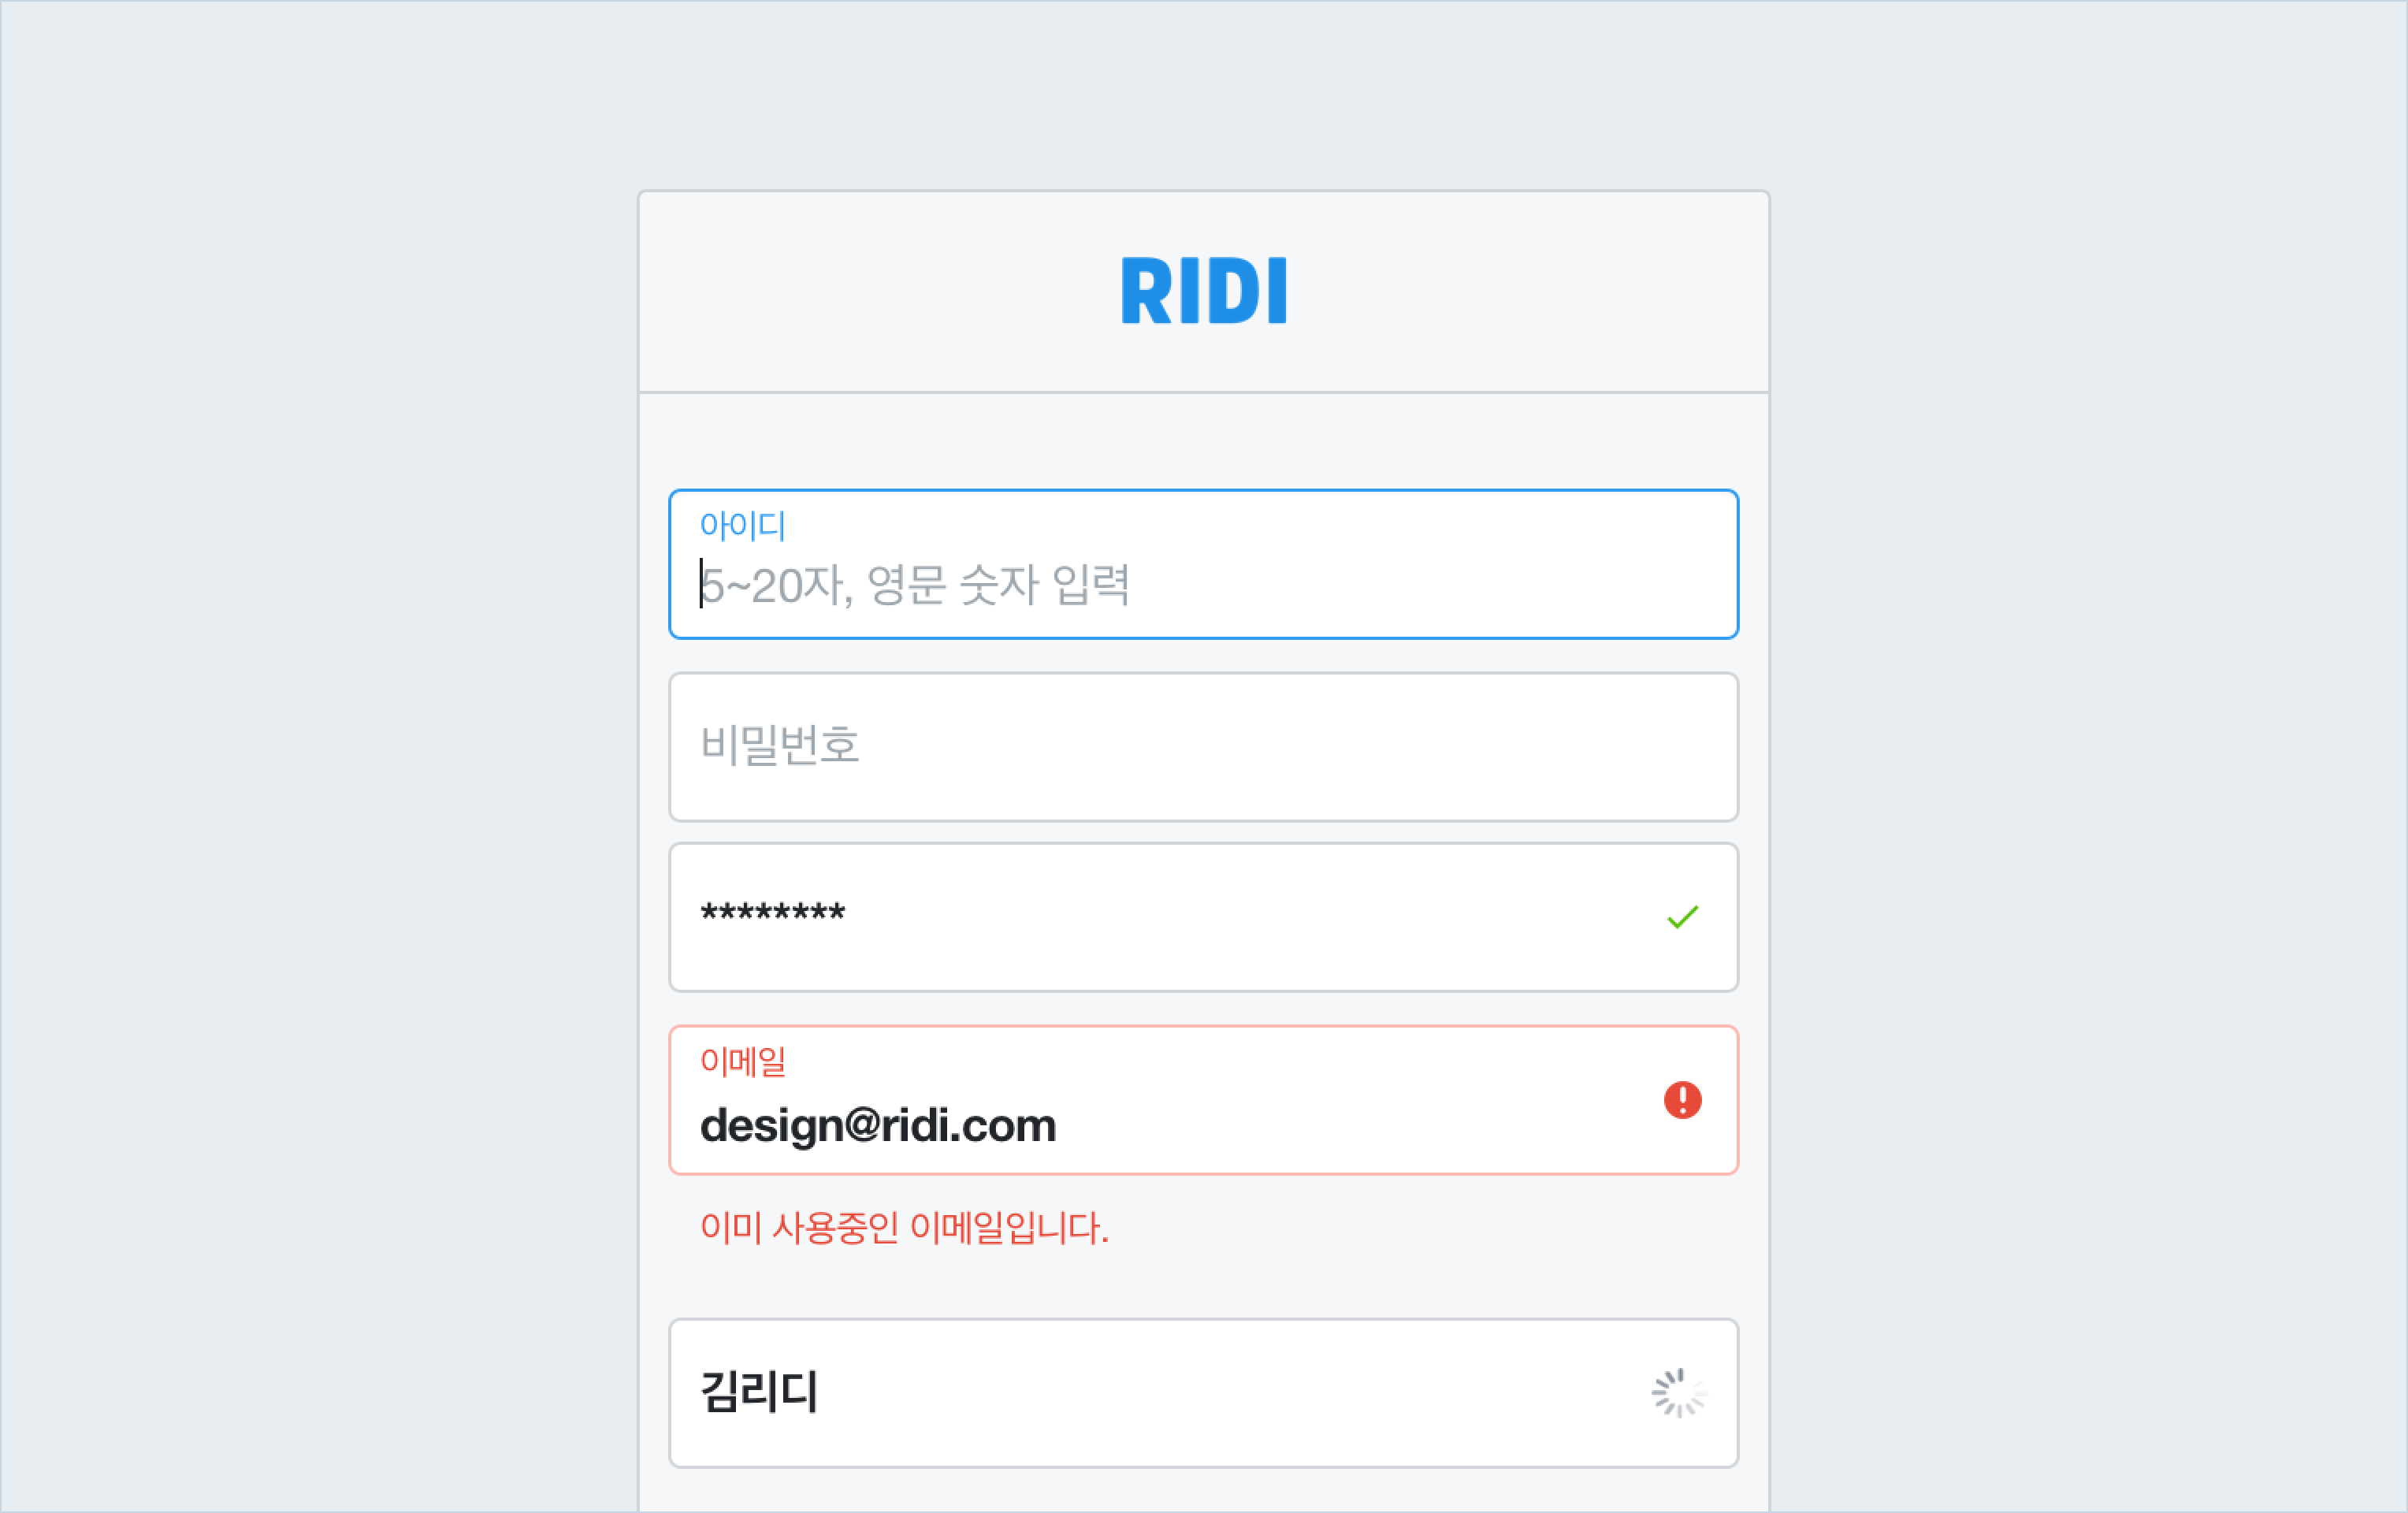 RIDI
아이디
5~20자, 영문 숫자 입력
비밀번호
********
이메일
design@ridi.com
이미 사용중인 이메일입니다.
김리디